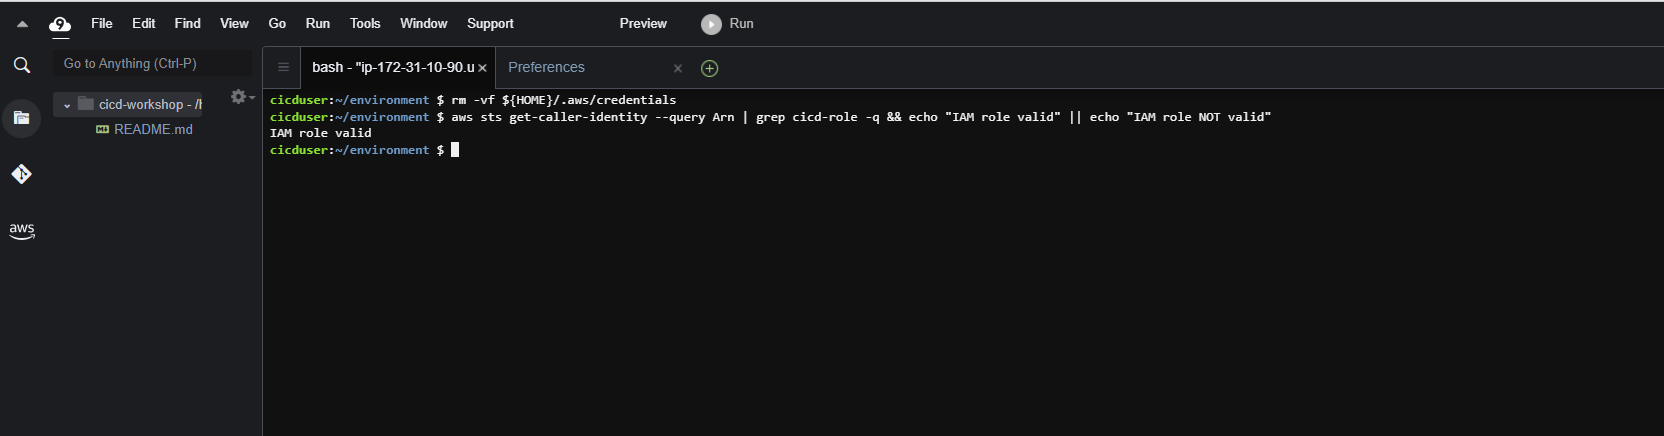 File Edit Find View Go Run Tools Window Support Preview Run
Go to Anything (Ctrl-P)
bash - "ip-172-31-10-90.u × Preferences ×
cicd-workshop - /h
README.md
aws
cicduser:~/environment $ rm -vf ${HOME}/.aws/credentials
cicduser:~/environment $ aws sts get-caller-identity --query Arn | grep cicd-role -q && echo "IAM role valid" || echo "IAM role NOT valid"
IAM role valid
cicduser:~/environment $